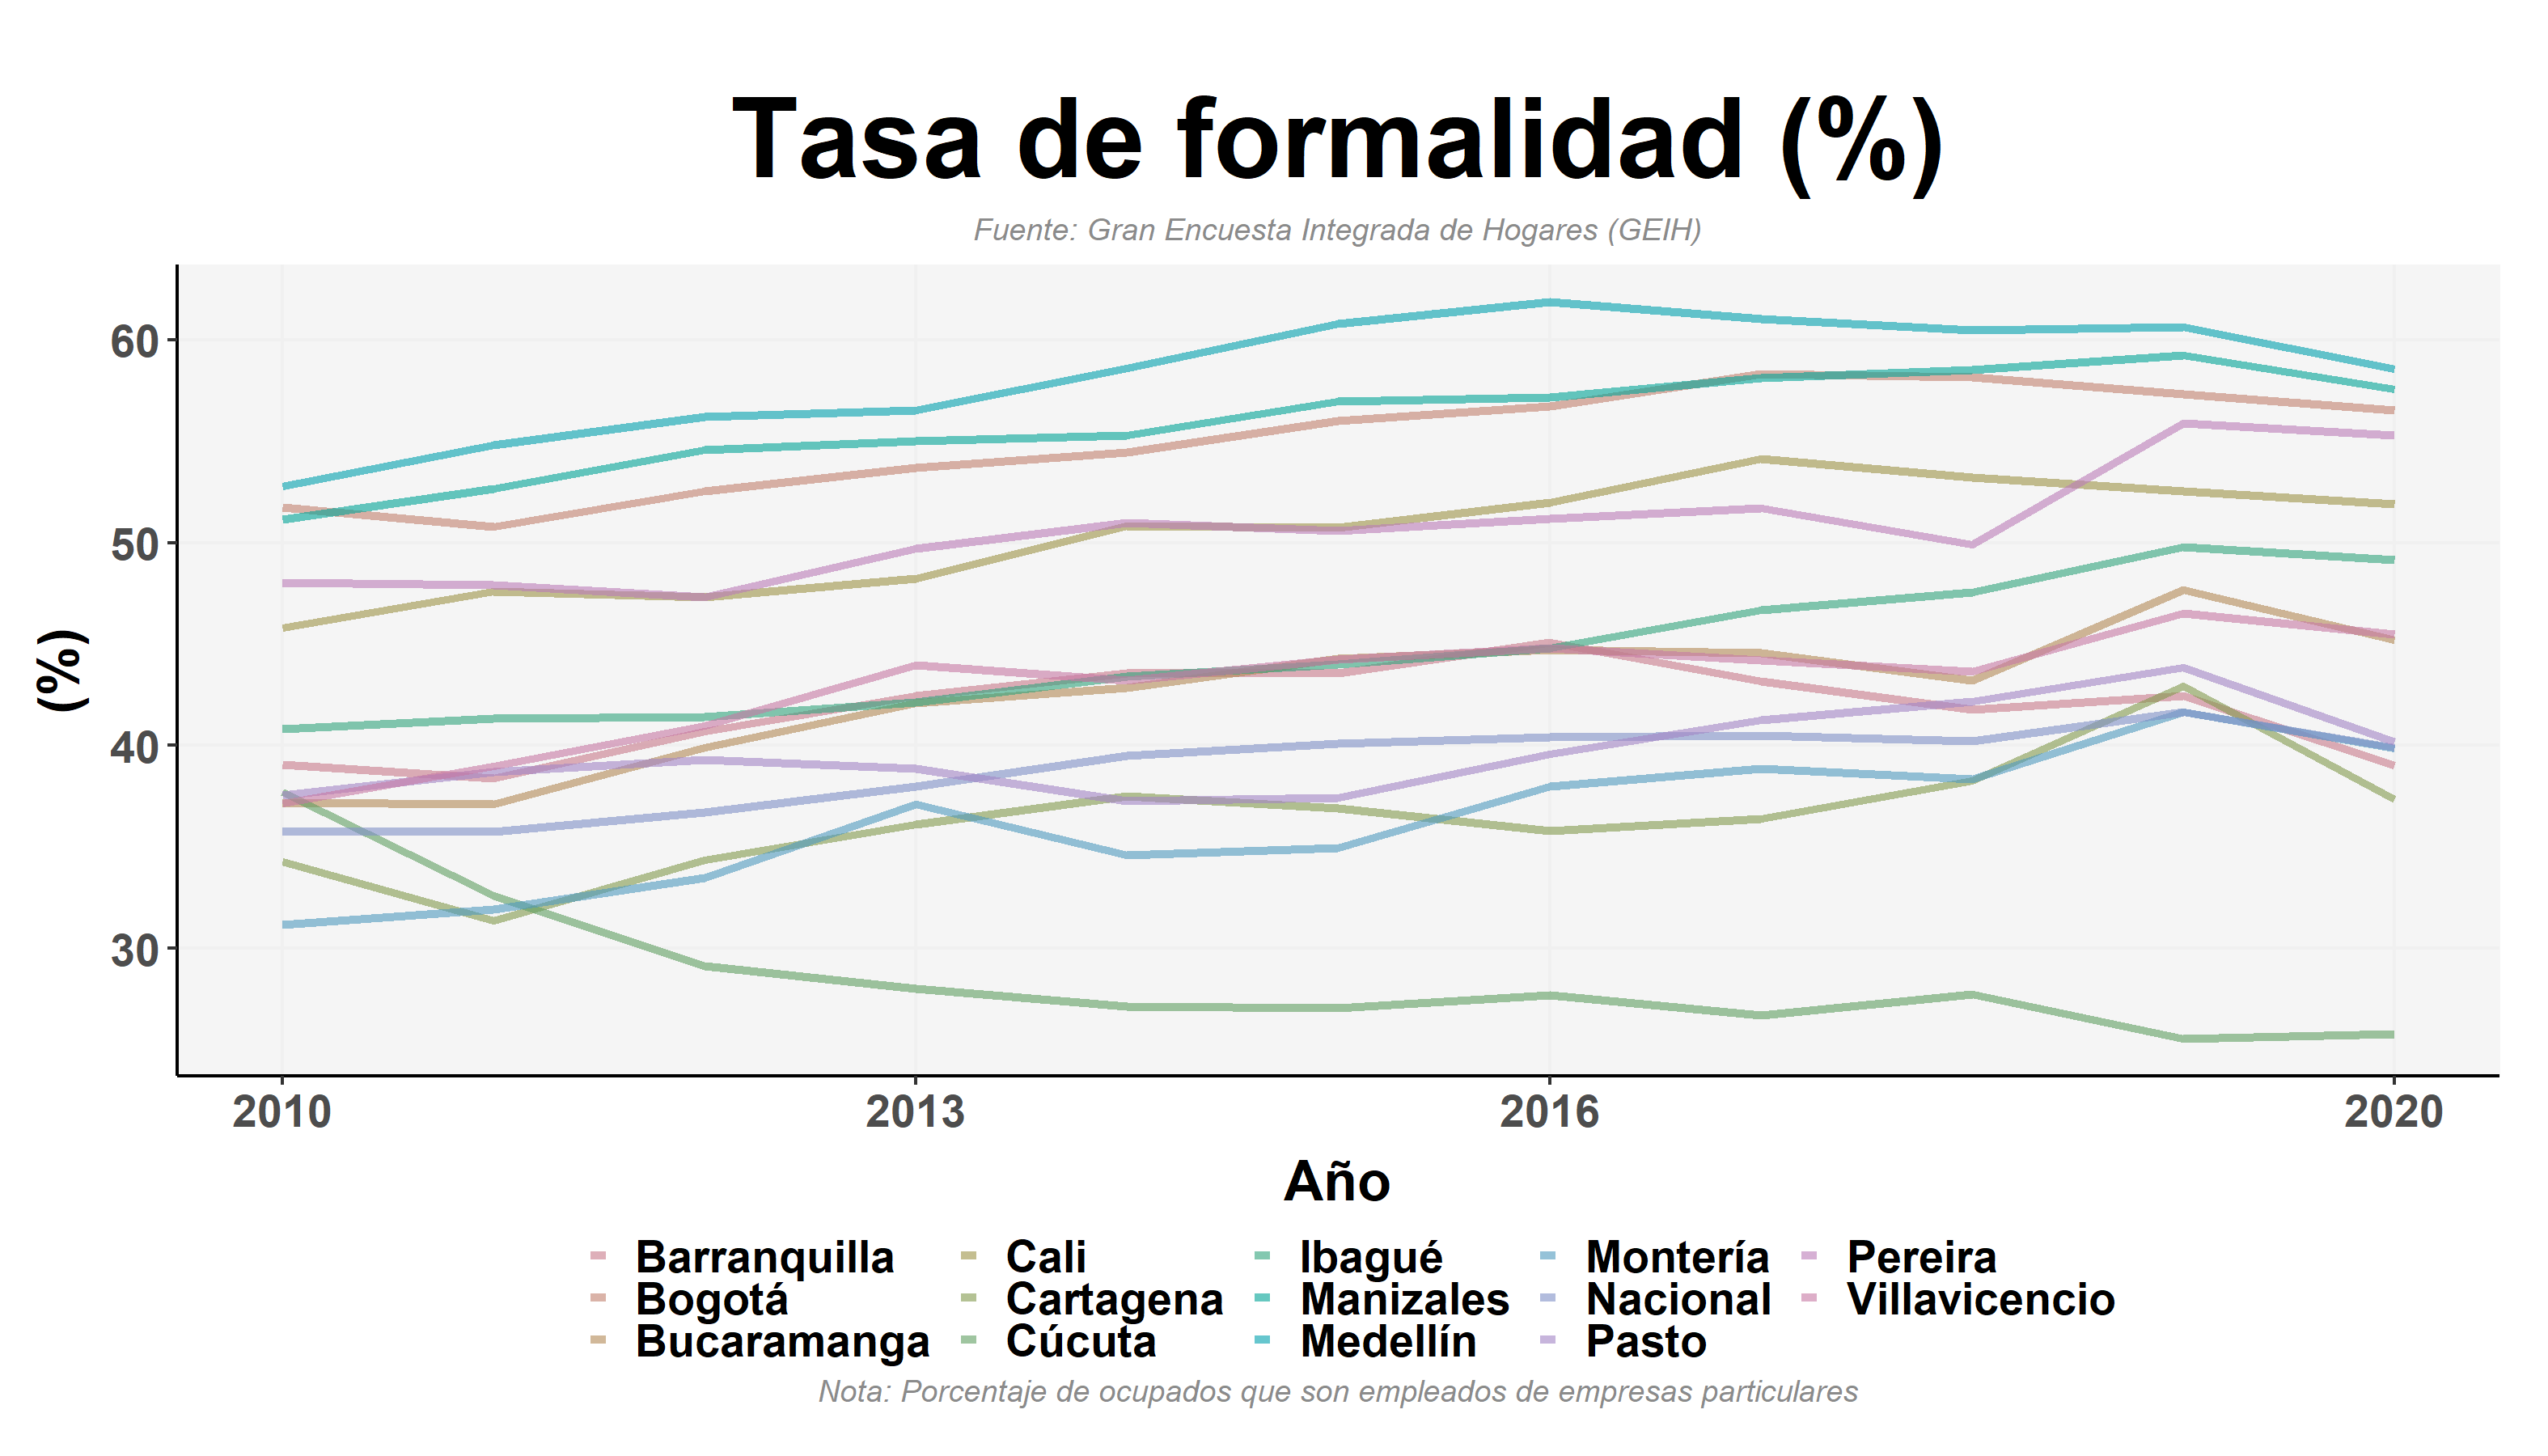 Tasa de formalidad (%)
Fuente: Gran Encuesta Integrada de Hogares (GEIH)
(%)
60
50
40
30
2010 2013 2016 2020
Año
Barranquilla Cali Ibagué Montería Pereira
Bogotá Cartagena Manizales Nacional Villavicencio
Bucaramanga Cúcuta Medellín Pasto
Nota: Porcentaje de ocupados que son empleados de empresas particulares